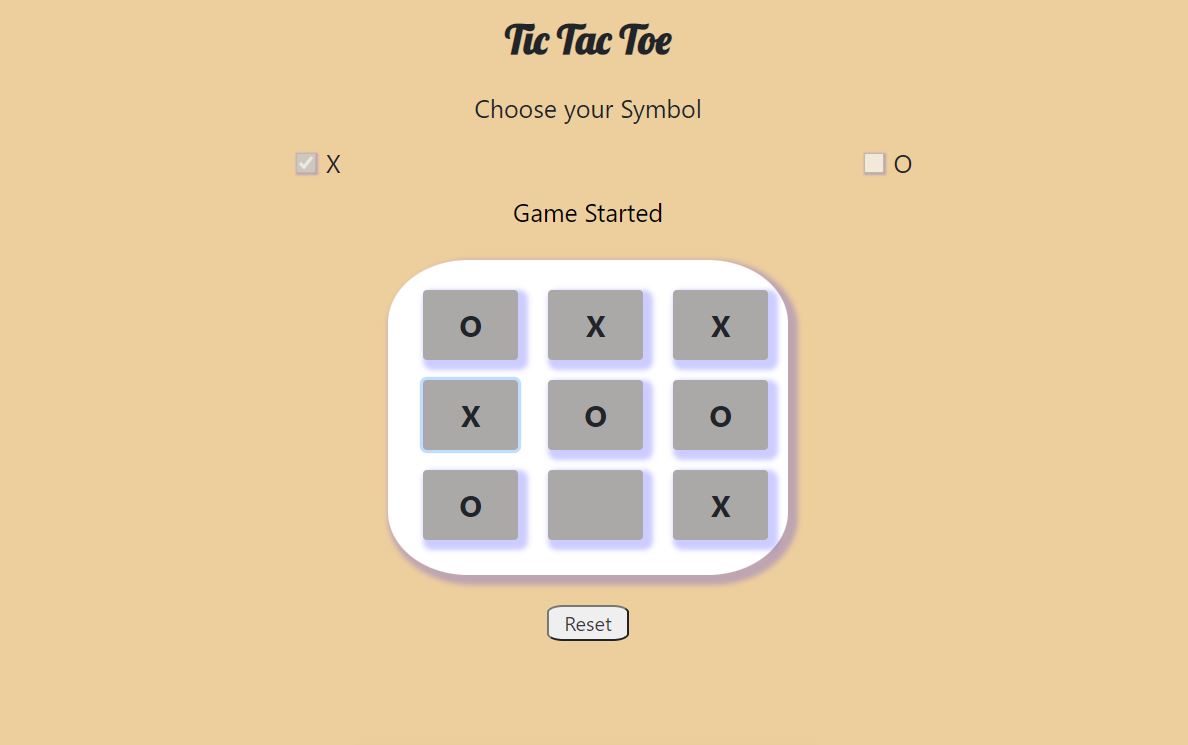 Tic Tac Toe
Choose your Symbol
X O
Game Started
O X X
X O O
O X
Reset